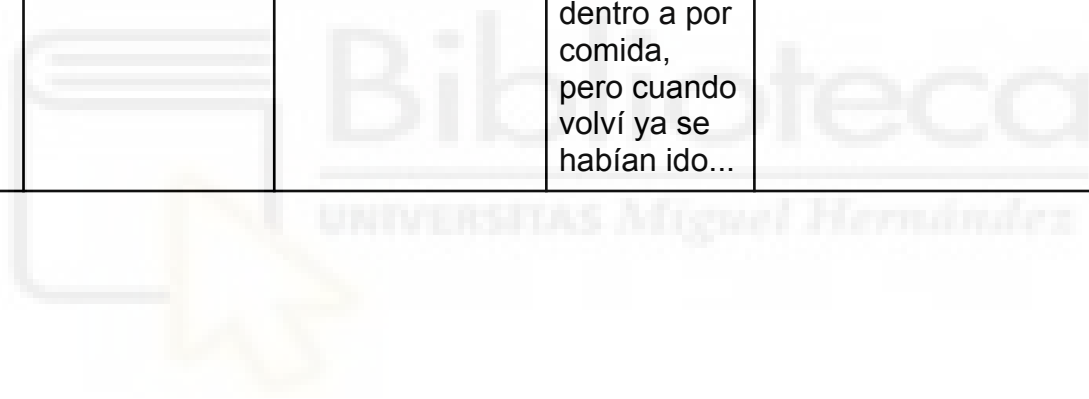 dentro a por
comida,
pero cuando
volví ya se
habían ido...
Biblioteca
UNIVERSITAS Miguel Hernández